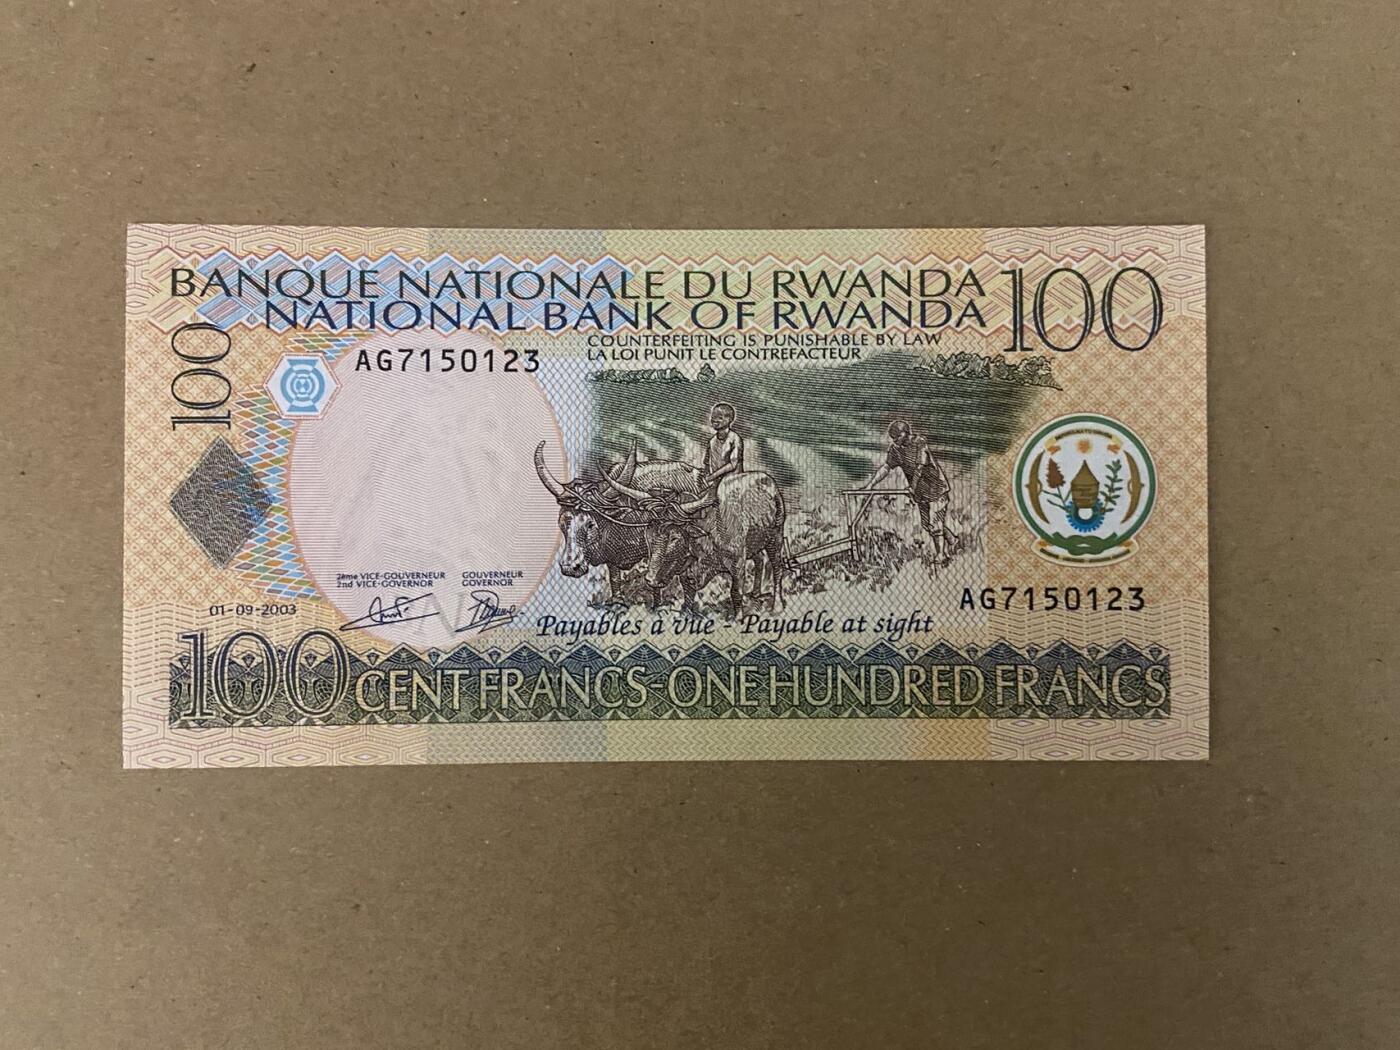 BANQUE NATIONALE DU RWANDA
NATIONAL BANK OF RWANDA
100
COUNTERFEITING IS PUNISHABLE BY LAW
LA LOI PUNIT LE CONTREFACTEUR
100
AG7150123
2ème VICE-GOUVERNEUR
2nd VICE-GOVERNOR
GOUVERNEUR
GOVERNOR
01-09-2003
AG7150123
Payables à vue - Payable at sight
100 CENT FRANCS-ONE HUNDRED FRANCS